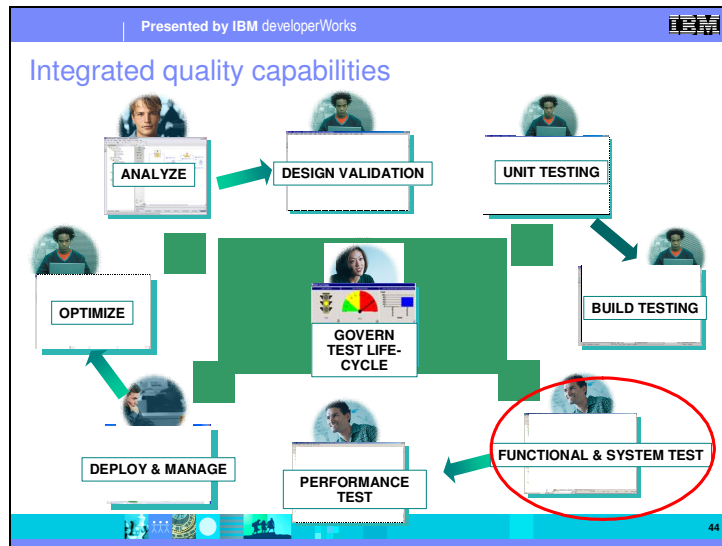 Presented by IBM developerWorks
IBM
Integrated quality capabilities
ANALYZE
DESIGN VALIDATION
UNIT TESTING
OPTIMIZE
GOVERN
TEST LIFE-
CYCLE
BUILD TESTING
DEPLOY & MANAGE
PERFORMANCE
TEST
FUNCTIONAL & SYSTEM TEST
44